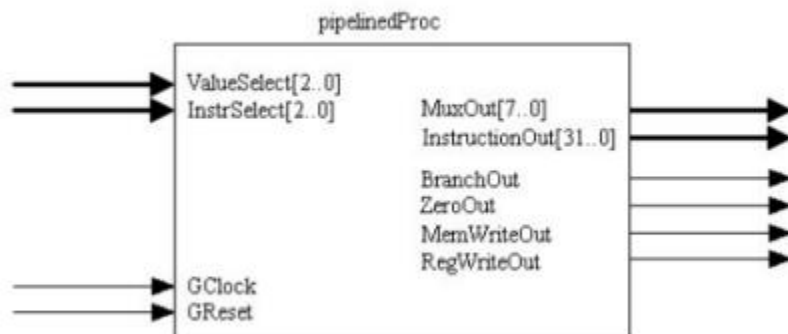 pipelinedProc
ValueSelect[2..0]
InstrSelect[2..0]
MuxOut[7..0]
InstructionOut[31..0]
BranchOut
ZeroOut
MemWriteOut
RegWriteOut
GClock
GReset